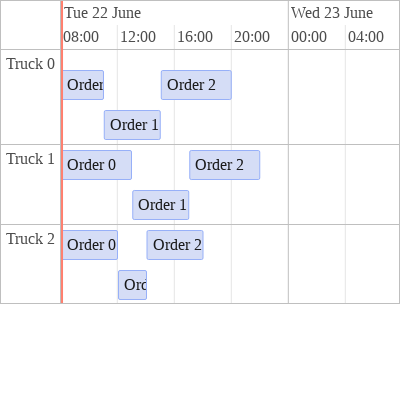 Tue 22 June
Wed 23 June
08:00 12:00 16:00 20:00 00:00 04:00
Truck 0
Order
Order 2
Order 1
Truck 1
Order 0
Order 2
Order 1
Truck 2
Order 0
Order 2
Ord